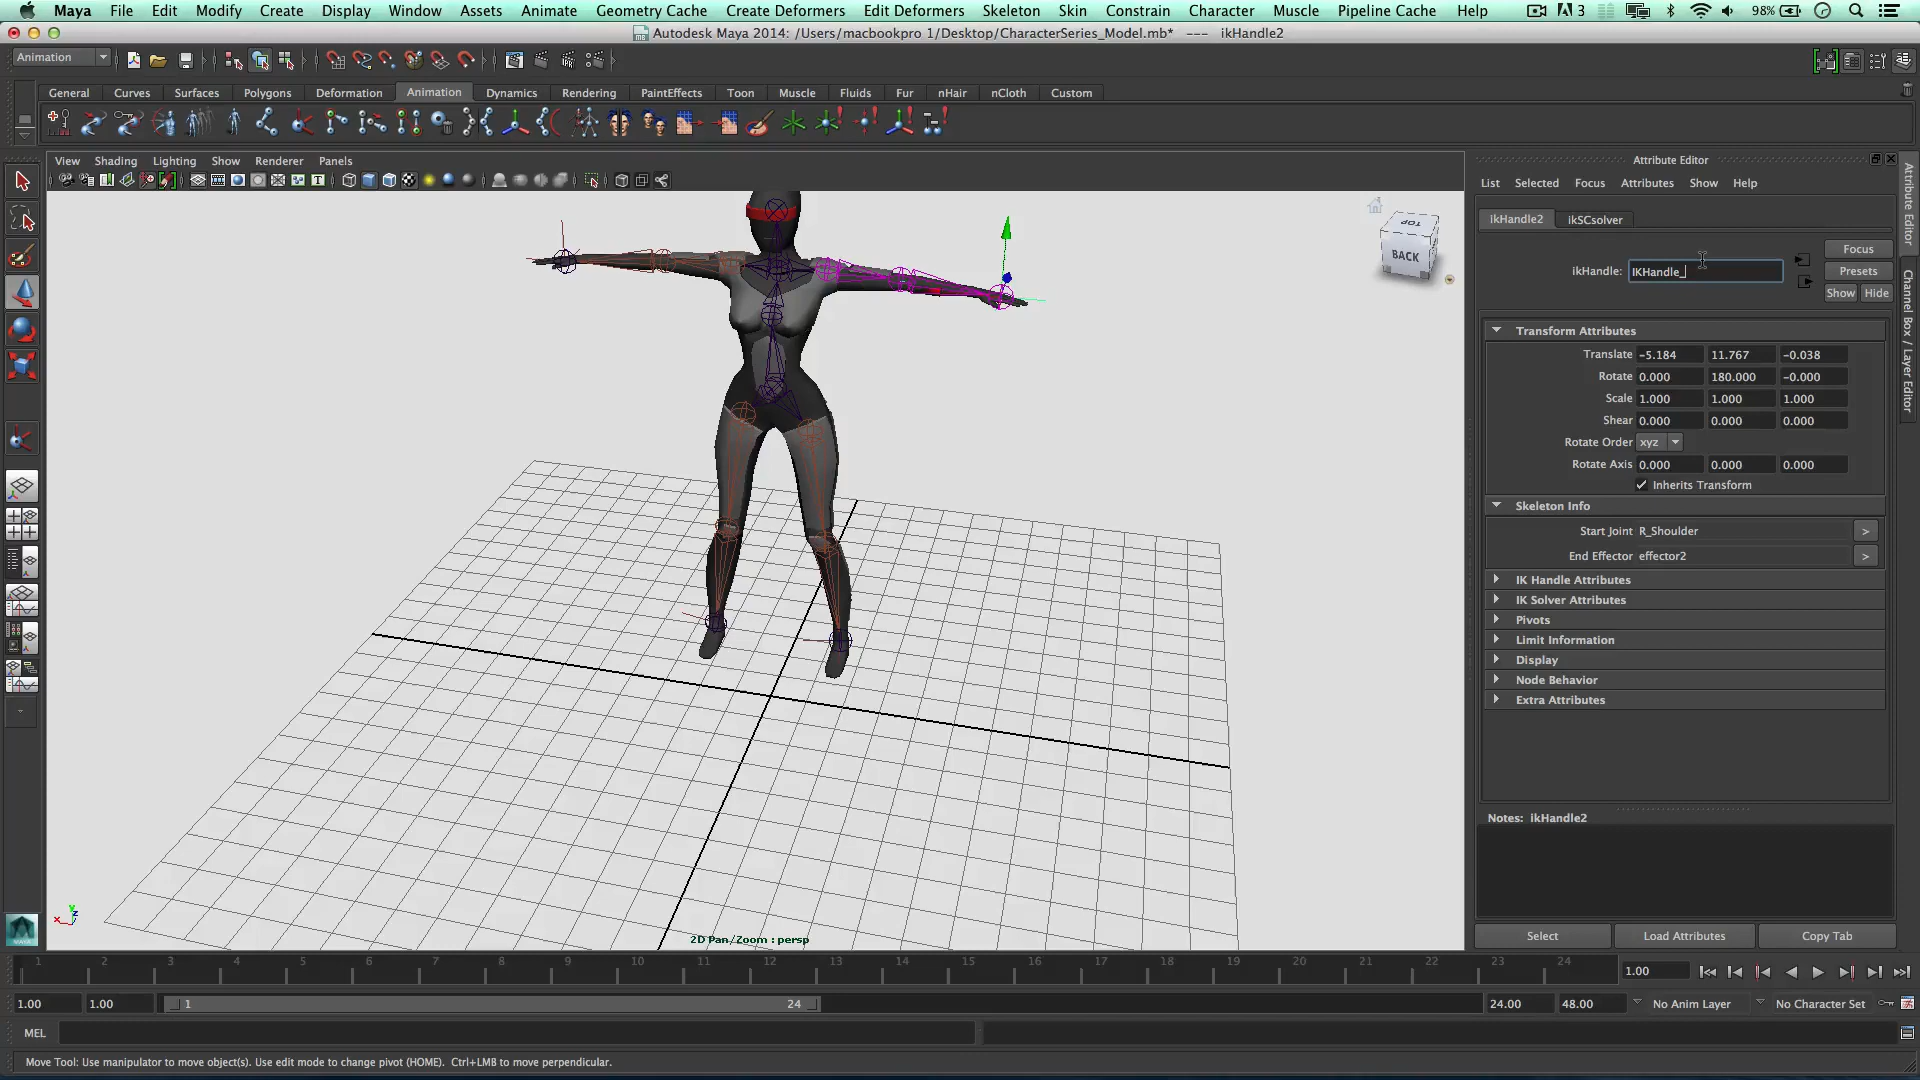 Maya File Edit Modify Create Display Window Assets Animate Geometry Cache Create Deformers Edit Deformers Skeleton Skin Constrain Character Muscle Pipeline Cache Help 3 98%
Autodesk Maya 2014: /Users/macbookpro 1/Desktop/CharacterSeries_Model.mb* --- ikHandle2
Animation
General Curves Surfaces Polygons Deformation Animation Dynamics Rendering PaintEffects Toon Muscle Fluids Fur nHair nCloth Custom
View Shading Lighting Show Renderer Panels
Attribute Editor
List Selected Focus Attributes Show Help
ikHandle2 ikSCsolver
ikHandle: IKHandle_
Focus
Presets
Show Hide
Transform Attributes
Translate -5.184 11.767 -0.038
Rotate 0.000 180.000 -0.000
Scale 1.000 1.000 1.000
Shear 0.000 0.000 0.000
Rotate Order xyz
Rotate Axis 0.000 0.000 0.000
Inherits Transform
Skeleton Info
Start Joint R_Shoulder >
End Effector effector2 >
IK Handle Attributes
IK Solver Attributes
Pivots
Limit Information
Display
Node Behavior
Extra Attributes
Notes: ikHandle2
Select Load Attributes Copy Tab
Attribute Editor
Channel Box / Layer Editor
TOP
BACK
y
z
x
MAYA
2D Pan/Zoom : persp
1 2 3 4 5 6 7 8 9 10 11 12 13 14 15 16 17 18 19 20 21 22 23 24 1.00
1.00 1.00 1 24 24.00 48.00 No Anim Layer No Character Set
MEL
Move Tool: Use manipulator to move object(s). Use edit mode to change pivot (HOME). Ctrl+LMB to move perpendicular.